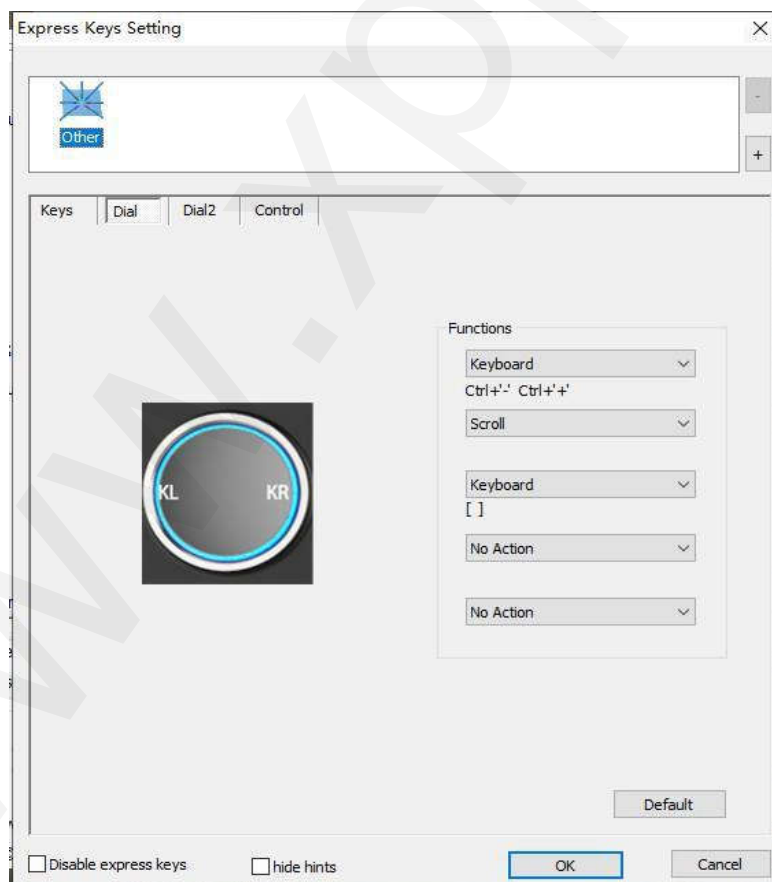 Express Keys Setting
Other
-
+
Keys Dial Dial2 Control
Functions
Keyboard
Ctrl+'-' Ctrl+'+'
Scroll
KL KR
Keyboard
[ ]
No Action
No Action
Default
Disable express keys hide hints OK Cancel